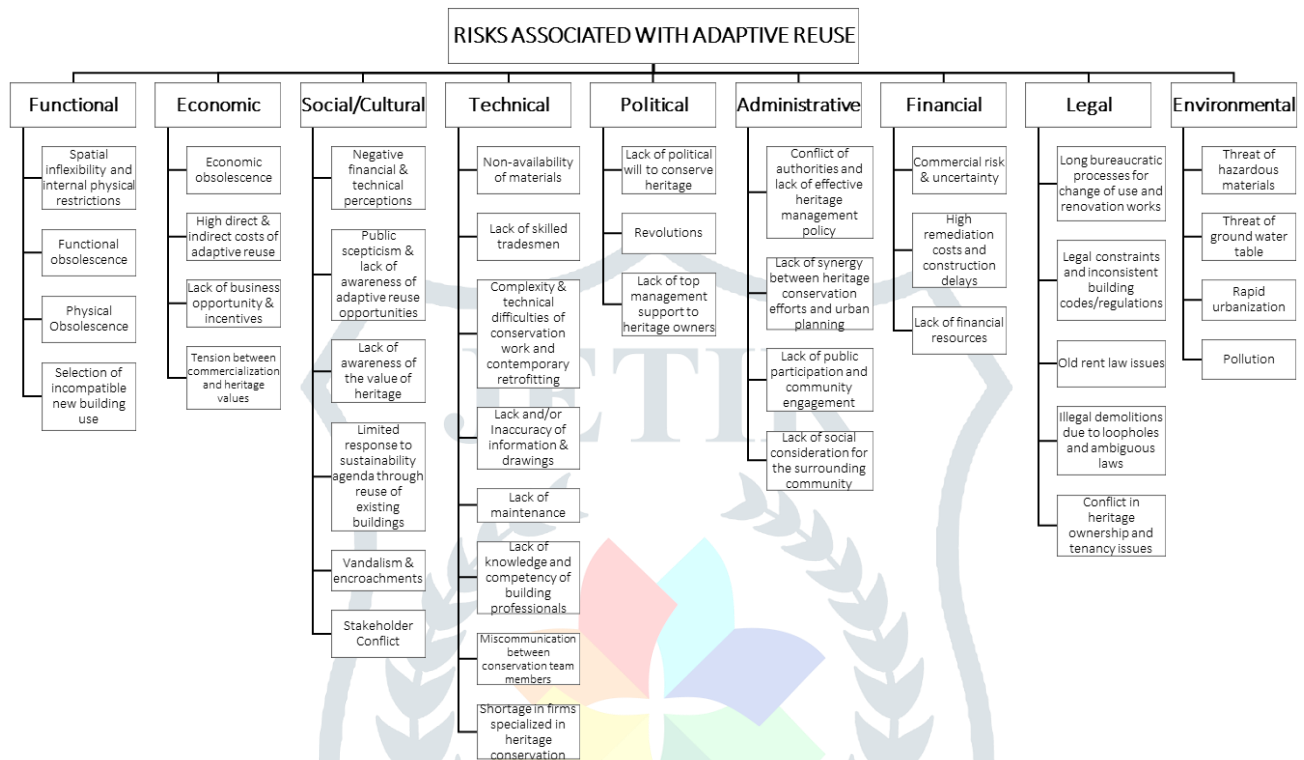 RISKS ASSOCIATED WITH ADAPTIVE REUSE
Functional
Spatial
inflexibility and
internal physical
restrictions
Functional
obsolescence
Physical
Obsolescence
Selection of
incompatible
new building
use
Economic
Economic
obsolescence
High direct &
indirect costs of
adaptive reuse
Lack of business
opportunity &
incentives
Tension between
commercialization
and heritage
values
Social/Cultural
Negative
financial &
technical
perceptions
Public
scepticism &
lack of
awareness of
adaptive reuse
opportunities
Lack of
awareness of
the value of
heritage
Limited
response to
sustainability
agenda through
reuse of
existing
buildings
Vandalism &
encroachments
Stakeholder
Conflict
Technical
Non-availability
of materials
Lack of skilled
tradesmen
Complexity &
technical
difficulties of
conservation
work and
contemporary
retrofitting
Lack and/or
Inaccuracy of
information &
drawings
Lack of
maintenance
Lack of
knowledge and
competency of
building
professionals
Miscommunication
between
conservation team
members
Shortage in firms
specialized in
heritage
conservation
Political
Lack of political
will to conserve
heritage
Revolutions
Lack of top
management
support to
heritage owners
Administrative
Conflict of
authorities and
lack of effective
heritage
management
policy
Lack of synergy
between heritage
conservation
efforts and urban
planning
Lack of public
participation and
community
engagement
Lack of social
consideration for
the surrounding
community
Financial
Commercial risk
& uncertainty
High
remediation
costs and
construction
delays
Lack of financial
resources
Legal
Long bureaucratic
processes for
change of use and
renovation works
Legal constraints
and inconsistent
building
codes/regulations
Old rent law issues
Illegal demolitions
due to loopholes
and ambiguous
laws
Conflict in
heritage
ownership and
tenancy issues
Environmental
Threat of
hazardous
materials
Threat of
ground water
table
Rapid
urbanization
Pollution
JETIR